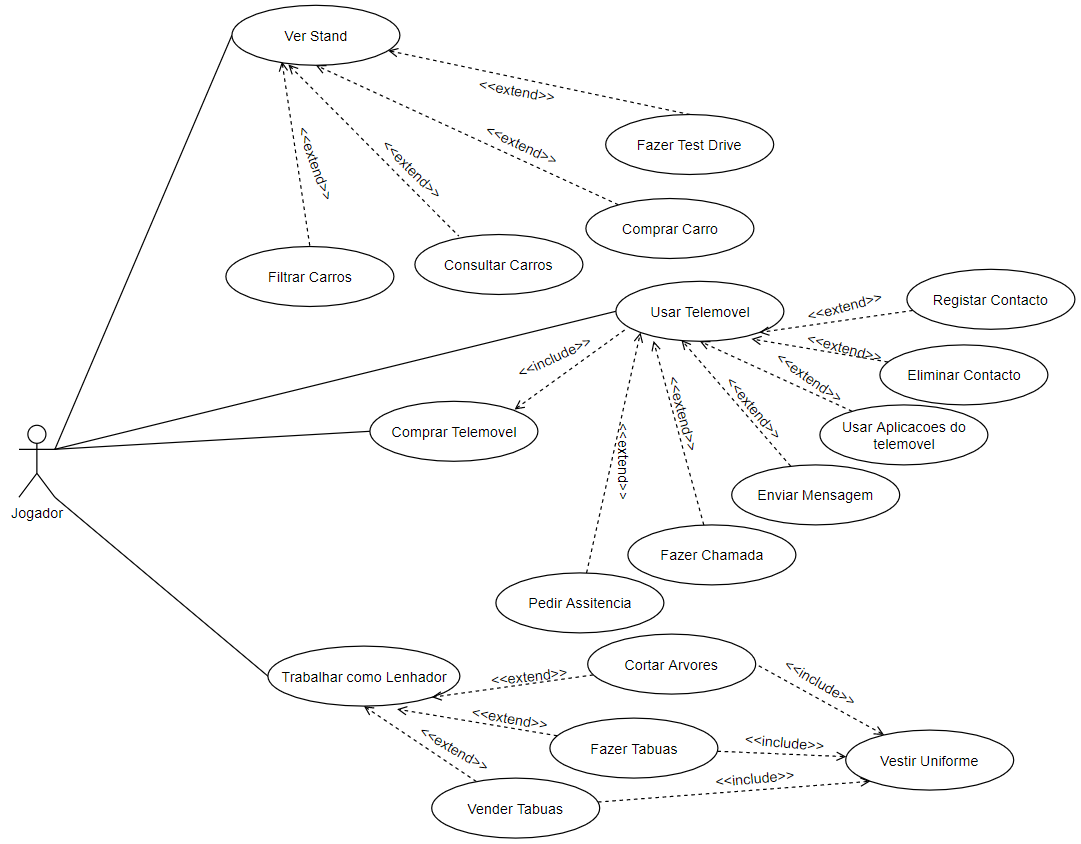 Ver Stand
<<extend>>
Fazer Test Drive
<<extend>>
<<extend>>
<<extend>>
Comprar Carro
Consultar Carros
Filtrar Carros
Usar Telemovel
<<extend>>
Registar Contacto
<<include>>
<<extend>>
Eliminar Contacto
<<extend>>
Usar Aplicacoes do
telemovel
<<extend>>
<<extend>>
<<extend>>
Comprar Telemovel
Enviar Mensagem
Jogador
Fazer Chamada
Pedir Assitencia
Trabalhar como Lenhador
<<extend>>
Cortar Arvores
<<include>>
<<extend>>
Fazer Tabuas
<<include>>
<<extend>>
Vestir Uniforme
<<include>>
Vender Tabuas